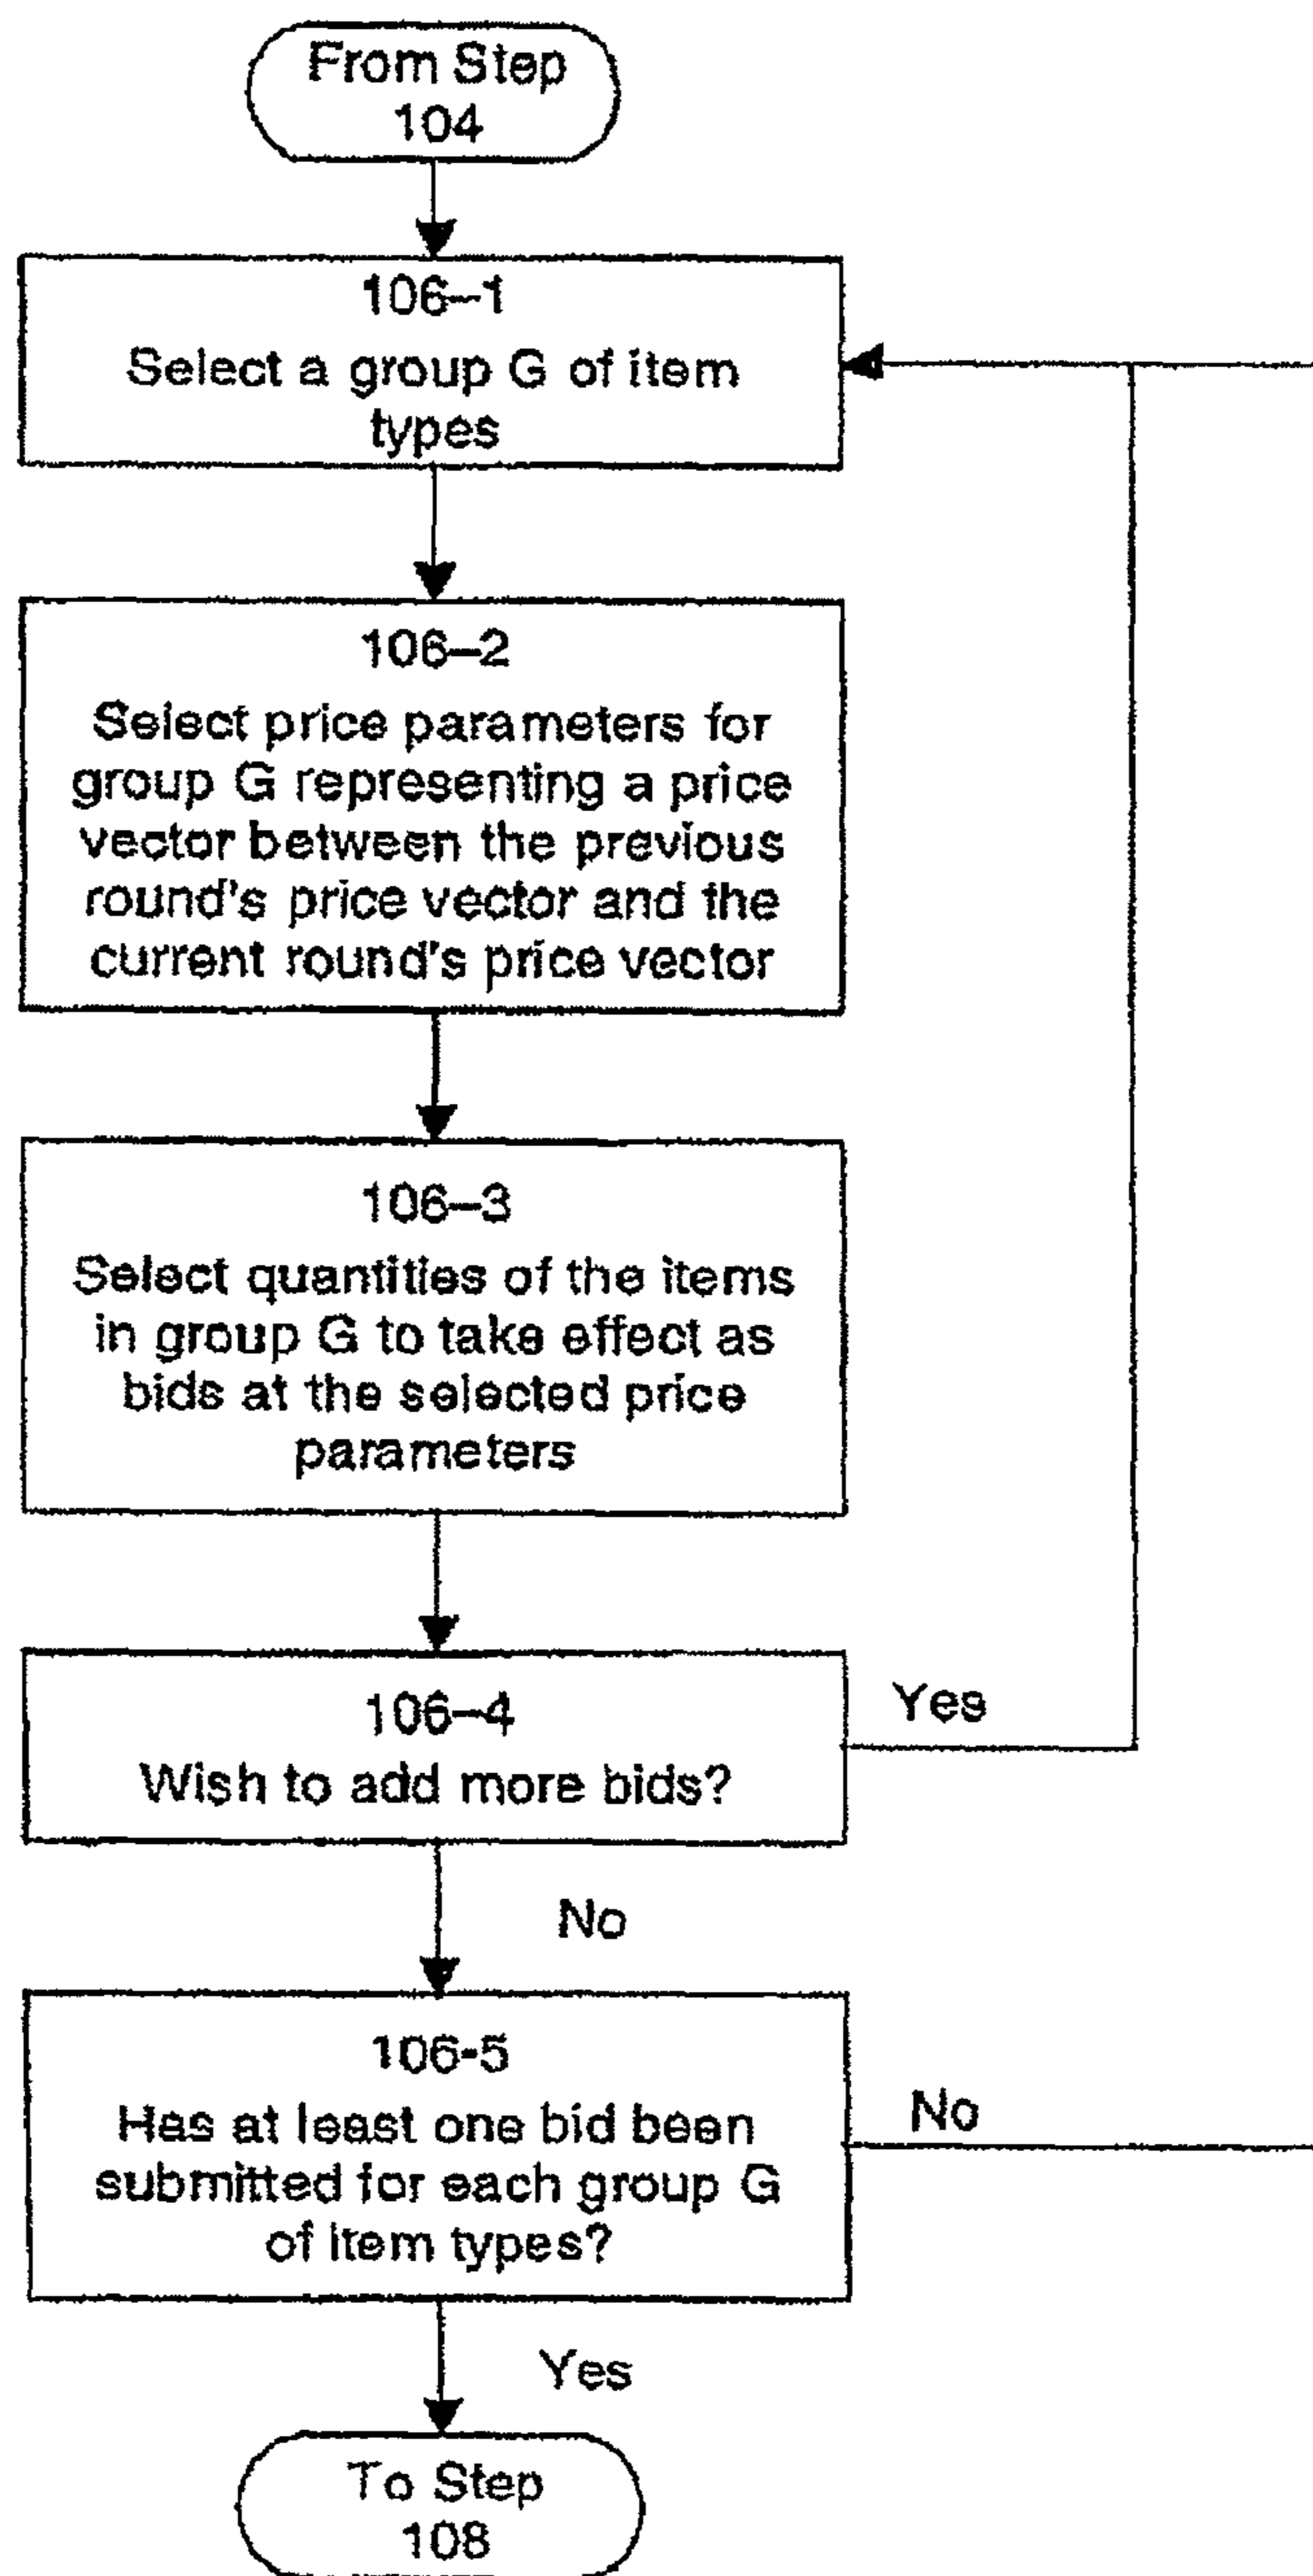 From Step
104
106–1
Select a group G of item
types
106–2
Select price parameters for
group G representing a price
vector between the previous
round's price vector and the
current round's price vector
106–3
Select quantities of the items
in group G to take effect as
bids at the selected price
parameters
106–4
Wish to add more bids?
Yes
No
106-5
Has at least one bid been
submitted for each group G
of item types?
No
Yes
To Step
108